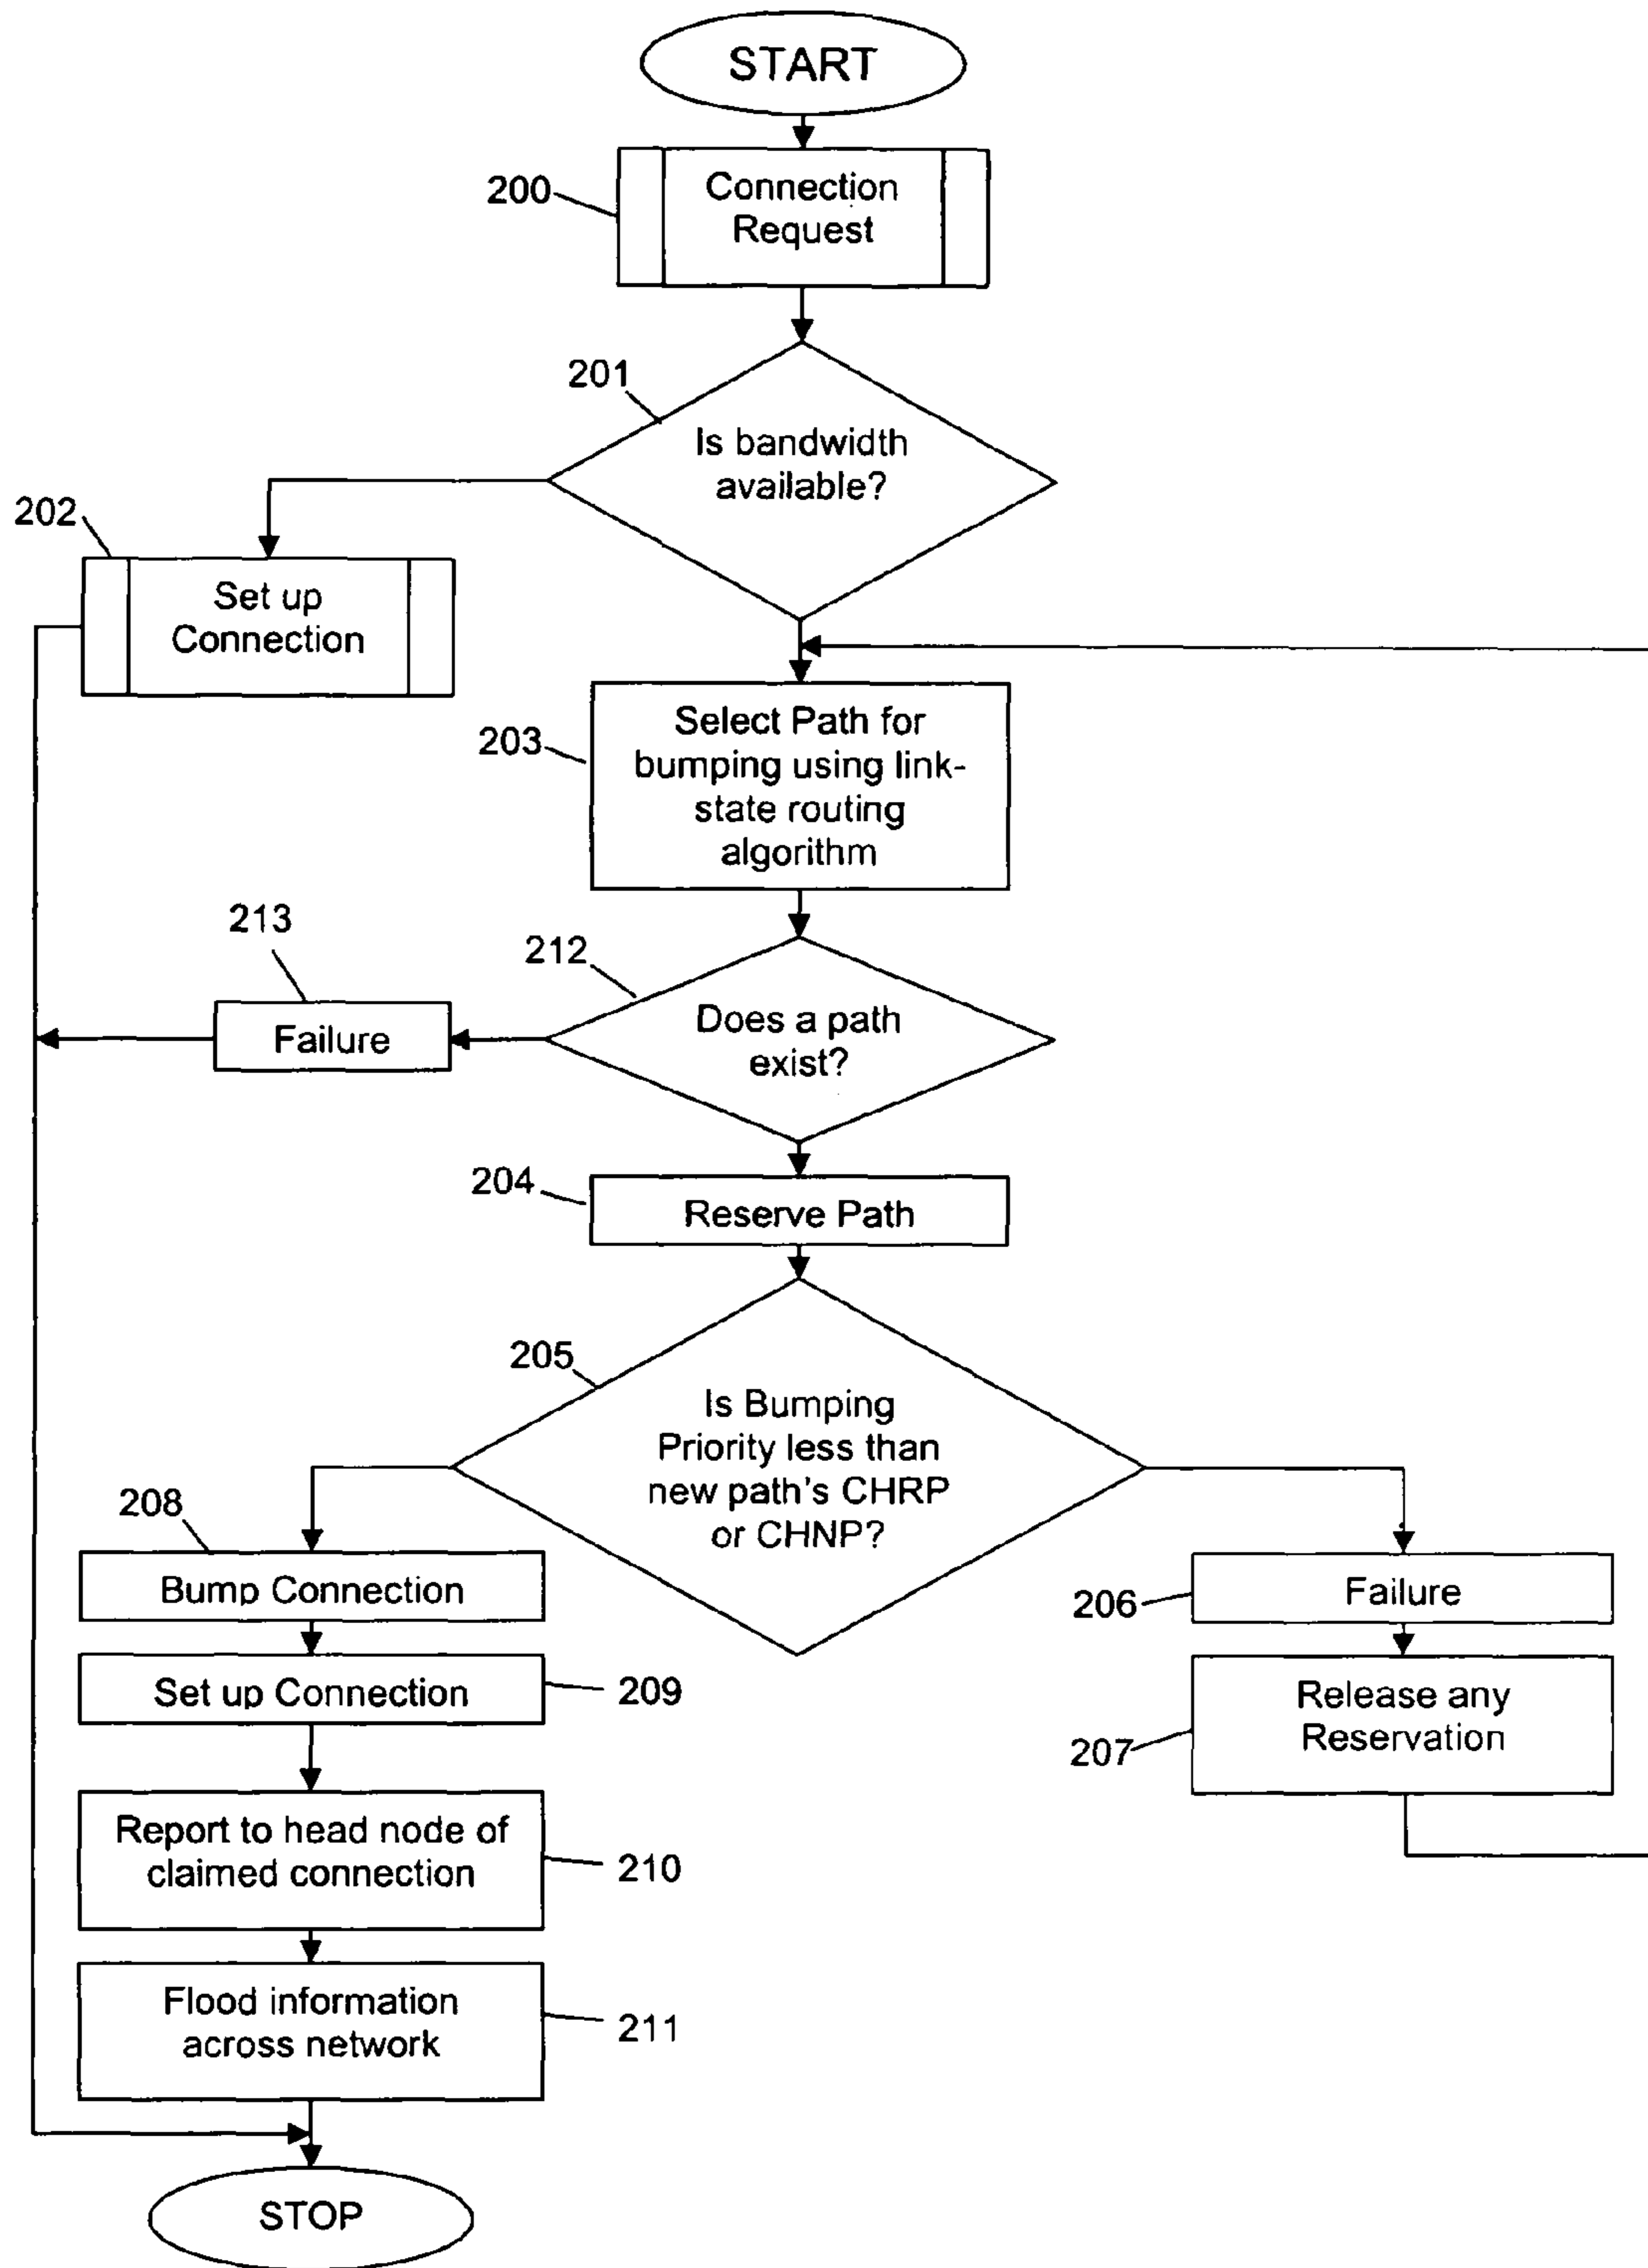 START
200
Connection
Request
201
Is bandwidth
available?
202
Set up
Connection
203
Select Path for
bumping using link-
state routing
algorithm
213
Failure
212
Does a path
exist?
204
Reserve Path
205
Is Bumping
Priority less than
new path's CHRP
or CHNP?
208
Bump Connection
206
Failure
Set up Connection
209
207
Release any
Reservation
Report to head node of
claimed connection
210
Flood information
across network
211
STOP